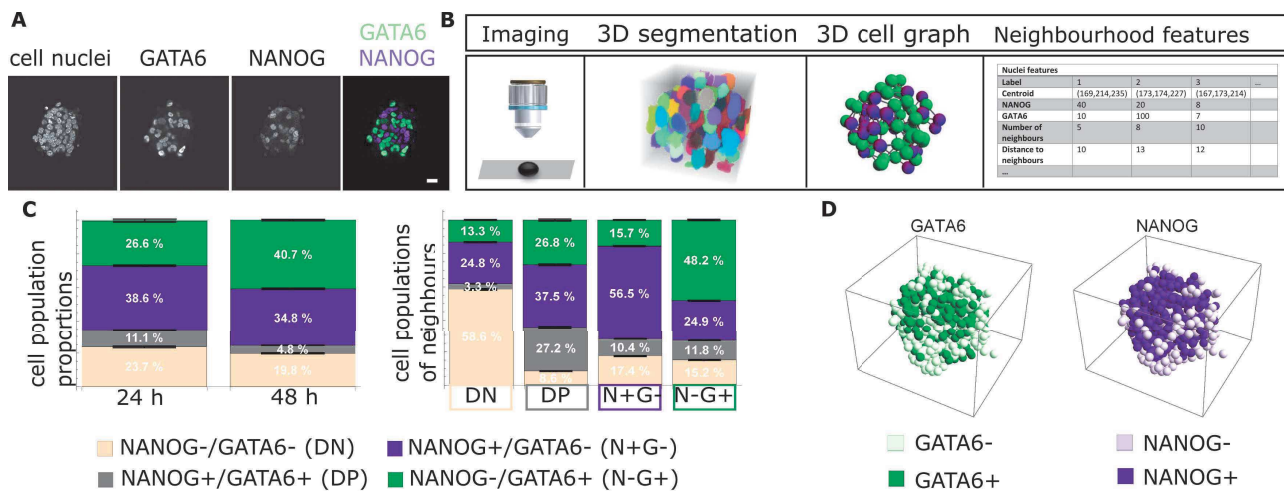 A
GATA6
cell nuclei GATA6 NANOG NANOG
B
Imaging 3D segmentation 3D cell graph Neighbourhood features
Nuclei features
Label 1 2 3 ...
Centroid (169,214,235) (173,174,227) (167,173,214)
NANOG 40 20 8
GATA6 10 100 7
Number of neighbours 5 8 10
Distance to neighbours 10 13 12
...
C
cell population
proportions
26.6 %
38.6 %
11.1 %
23.7 %
24 h
40.7 %
34.8 %
4.8 %
19.8 %
48 h
cell populations
of neighbours
13.3 %
24.8 %
3.3 %
58.6 %
DN
26.8 %
37.5 %
27.2 %
8.6 %
DP
15.7 %
56.5 %
10.4 %
17.4 %
N+G-
48.2 %
24.9 %
11.8 %
15.2 %
N-G+
NANOG-/GATA6- (DN) NANOG+/GATA6- (N+G-)
NANOG+/GATA6+ (DP) NANOG-/GATA6+ (N-G+)
D
GATA6 NANOG
GATA6- NANOG-
GATA6+ NANOG+